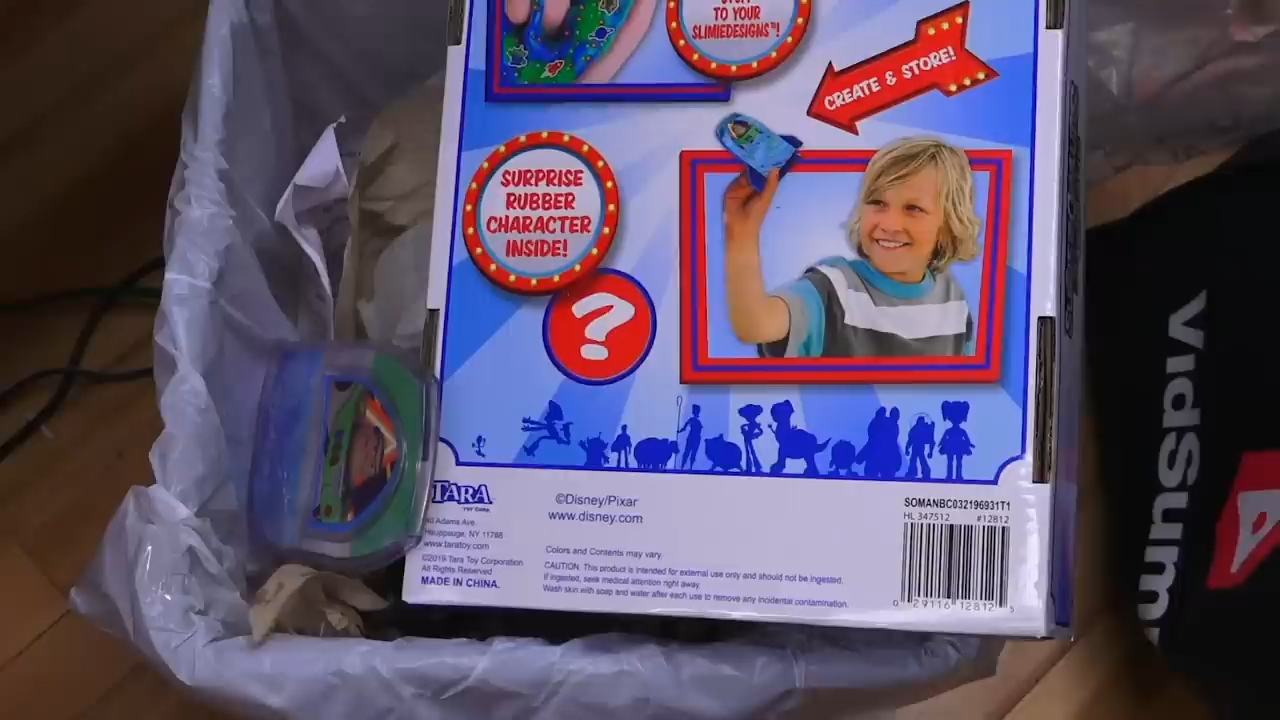 TO YOUR
SLIMIEDESIGNS™!
CREATE & STORE!
SURPRISE
RUBBER
CHARACTER
INSIDE!
?
TARA
TOY CORP.
Adams Ave.
Hauppauge, NY 11788
www.taratoy.com
©2019 Tara Toy Corporation
All Rights Reserved
MADE IN CHINA.
©Disney/Pixar
www.disney.com
Colors and Contents may vary.
CAUTION: This product is intended for external use only and should not be ingested.
If ingested, seek medical attention right away.
Wash skin with soap and water after each use to remove any incidental contamination.
SOMANBC032196931T1
HL 347512 #12812
0 29116 12812 5
VidSum